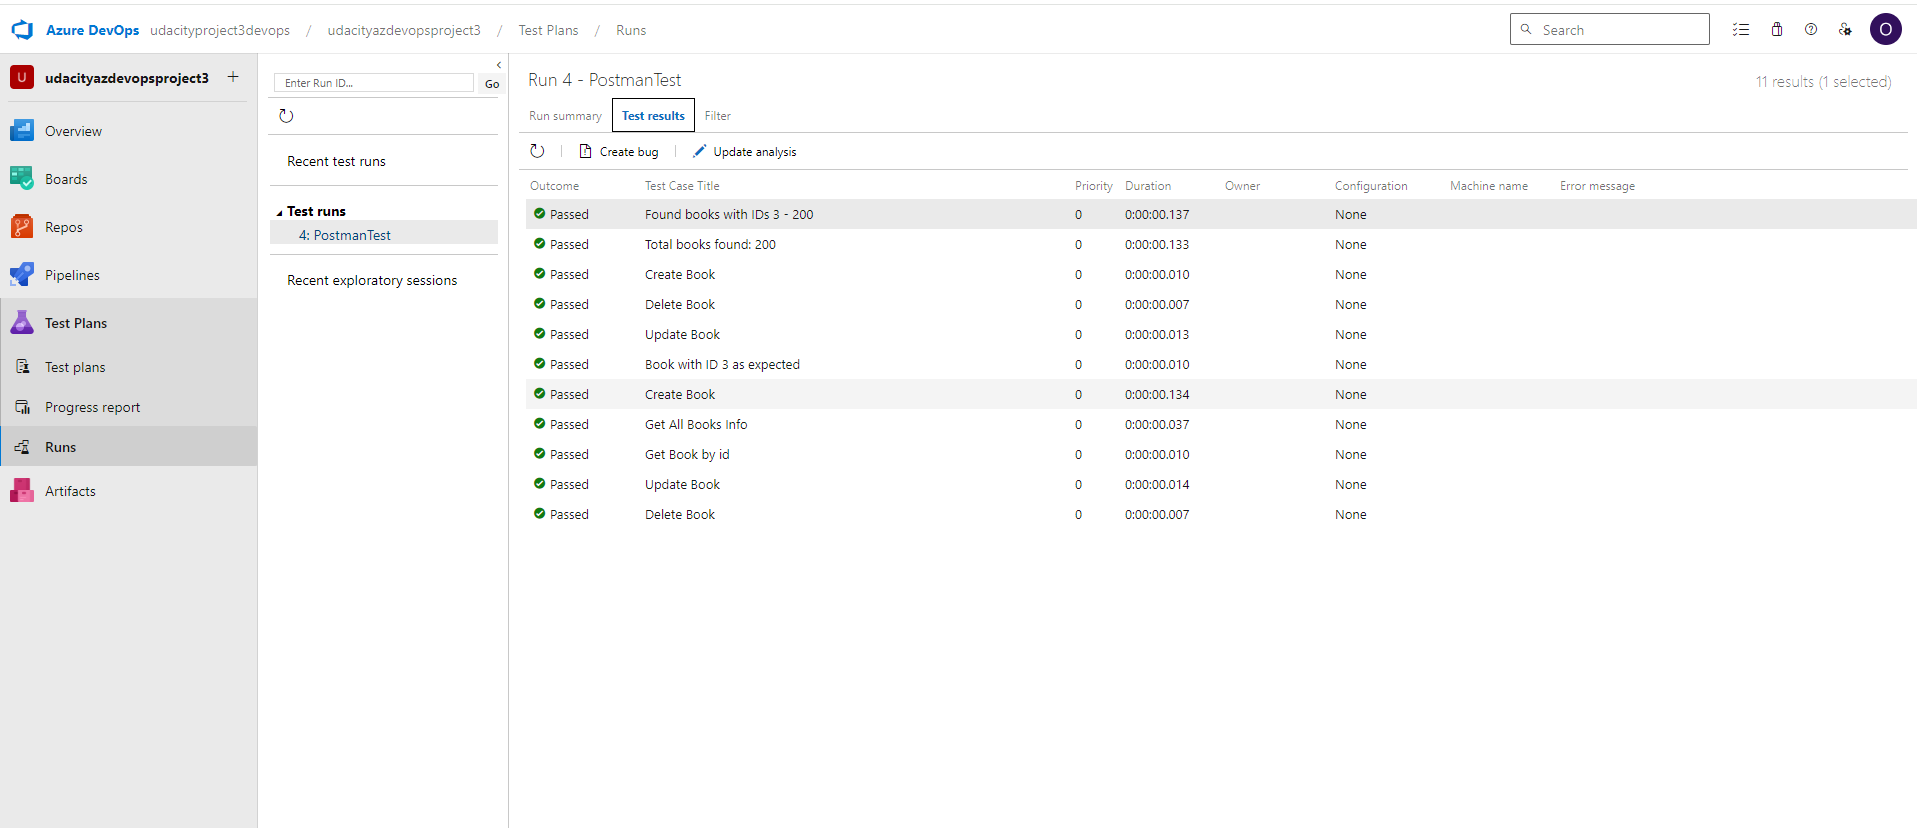 Azure DevOps udacityproject3devops / udacityazdevopsproject3 / Test Plans / Runs
Search
O
U udacityazdevopsproject3 +
Overview
Boards
Repos
Pipelines
Test Plans
Test plans
Progress report
Runs
Artifacts
Enter Run ID... Go
Recent test runs
Test runs
4: PostmanTest
Recent exploratory sessions
Run 4 - PostmanTest
11 results (1 selected)
Run summary Test results Filter
Create bug Update analysis
Outcome Test Case Title Priority Duration Owner Configuration Machine name Error message
Passed Found books with IDs 3 - 200 0 0:00:00.137 None
Passed Total books found: 200 0 0:00:00.133 None
Passed Create Book 0 0:00:00.010 None
Passed Delete Book 0 0:00:00.007 None
Passed Update Book 0 0:00:00.013 None
Passed Book with ID 3 as expected 0 0:00:00.010 None
Passed Create Book 0 0:00:00.134 None
Passed Get All Books Info 0 0:00:00.037 None
Passed Get Book by id 0 0:00:00.010 None
Passed Update Book 0 0:00:00.014 None
Passed Delete Book 0 0:00:00.007 None